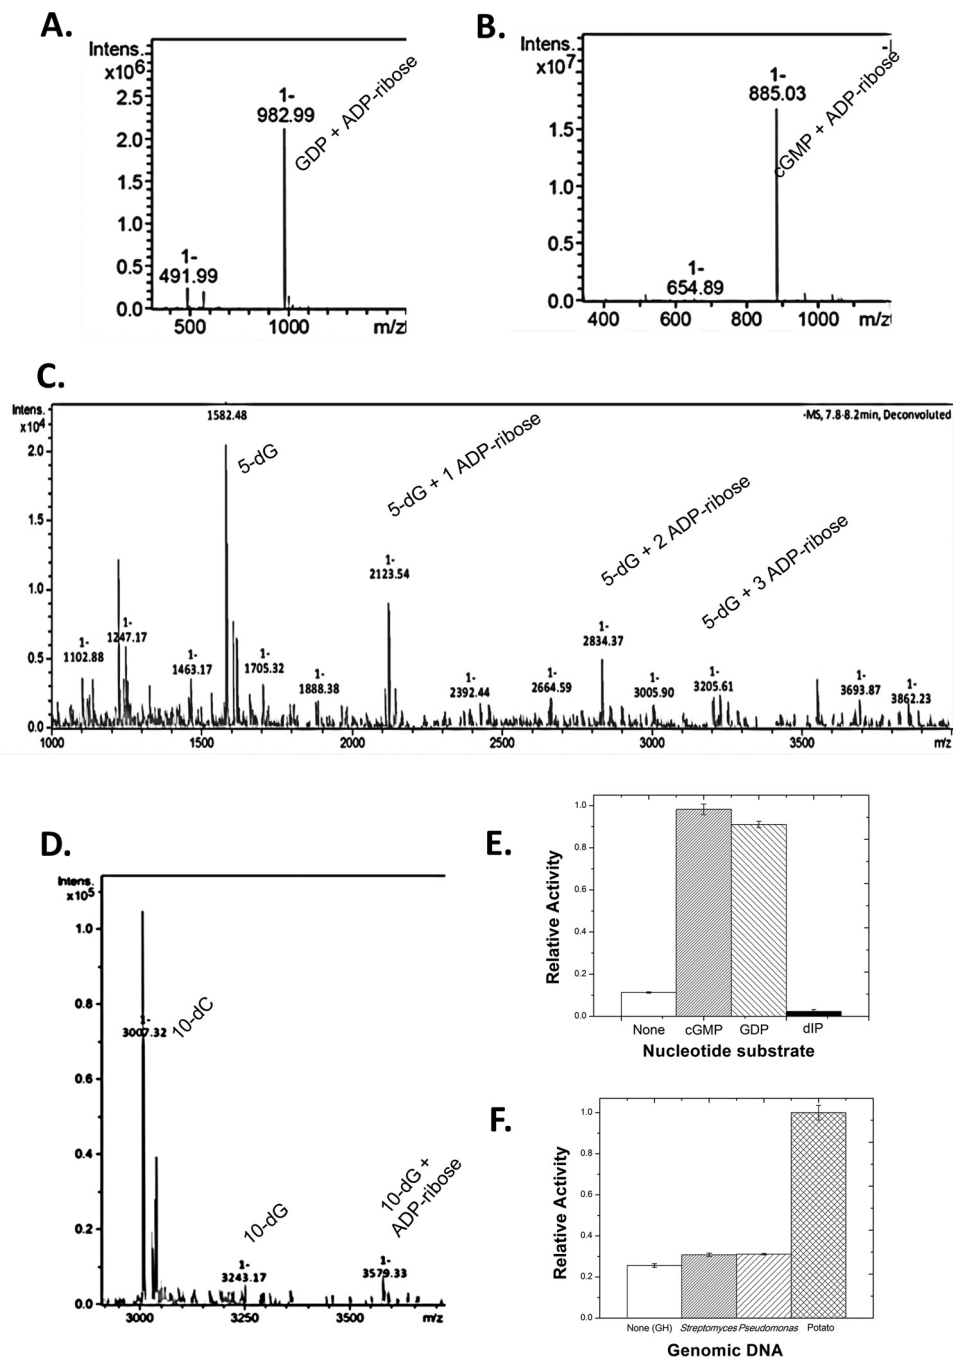 A.
Intens.
x10⁶
2.5
2.0
1.5
1.0
0.5
0.0
1-
982.99
GDP + ADP-ribose
1-
491.99
500
1000
m/z
B.
Intens.
x10⁷
1.5
1.0
0.5
0.0
1-
885.03
cGMP + ADP-ribose
1-
654.89
400
600
800
1000
m/z
C.
Intens.
x10⁴
2.0
1.5
1.0
0.5
0.0
1582.48
-MS, 7.8-8.2min, Deconvoluted
5-dG
5-dG + 1 ADP-ribose
5-dG + 2 ADP-ribose
5-dG + 3 ADP-ribose
1-
1102.88
1-
1247.17
1-
1463.17
1-
1705.32
1-
1888.38
1-
2123.54
1-
2392.44
1-
2664.59
1-
2834.37
1-
3005.90
1-
3205.61
1-
3693.87
1-
3862.23
1000
1500
2000
2500
3000
3500
m/z
D.
Intens.
x10⁵
1.0
0.8
0.6
0.4
0.2
0.0
1-
3007.32
10-dC
10-dG
1-
3243.17
10-dG +
ADP-ribose
1-
3579.33
3000
3250
3500
m/z
E.
Relative Activity
1.0
0.8
0.6
0.4
0.2
0.0
None
cGMP
GDP
dIP
Nucleotide substrate
F.
Relative Activity
1.0
0.8
0.6
0.4
0.2
0.0
None (GH)
Streptomyces
Pseudomonas
Potato
Genomic DNA